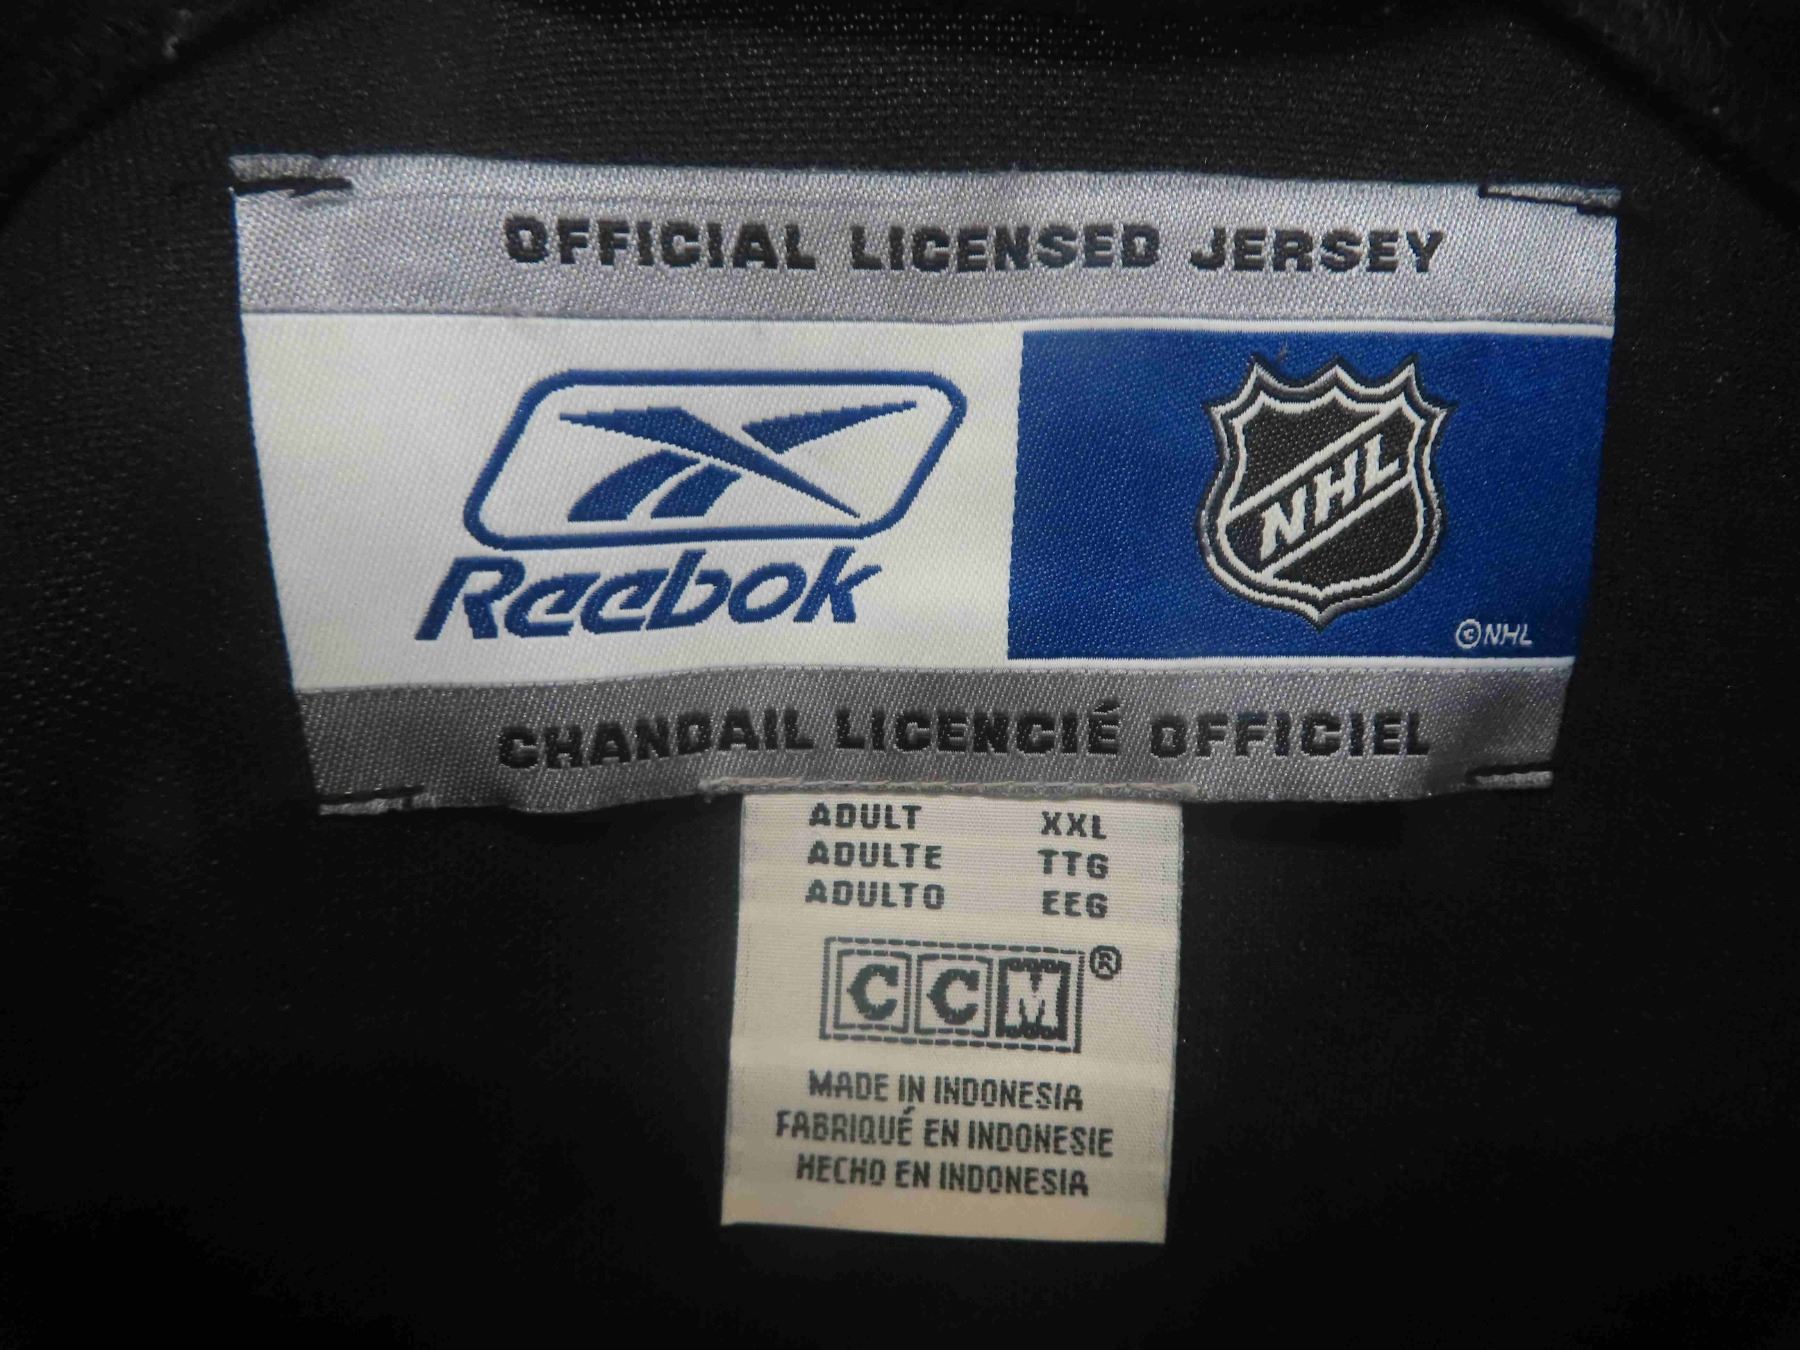 OFFICIAL LICENSED JERSEY
Reebok
NHL
©NHL
CHANDAIL LICENCIÉ OFFICIEL
ADULT XXL
ADULTE TTG
ADULTO EEG
CCM®
MADE IN INDONESIA
FABRIQUÉ EN INDONESIE
HECHO EN INDONESIA